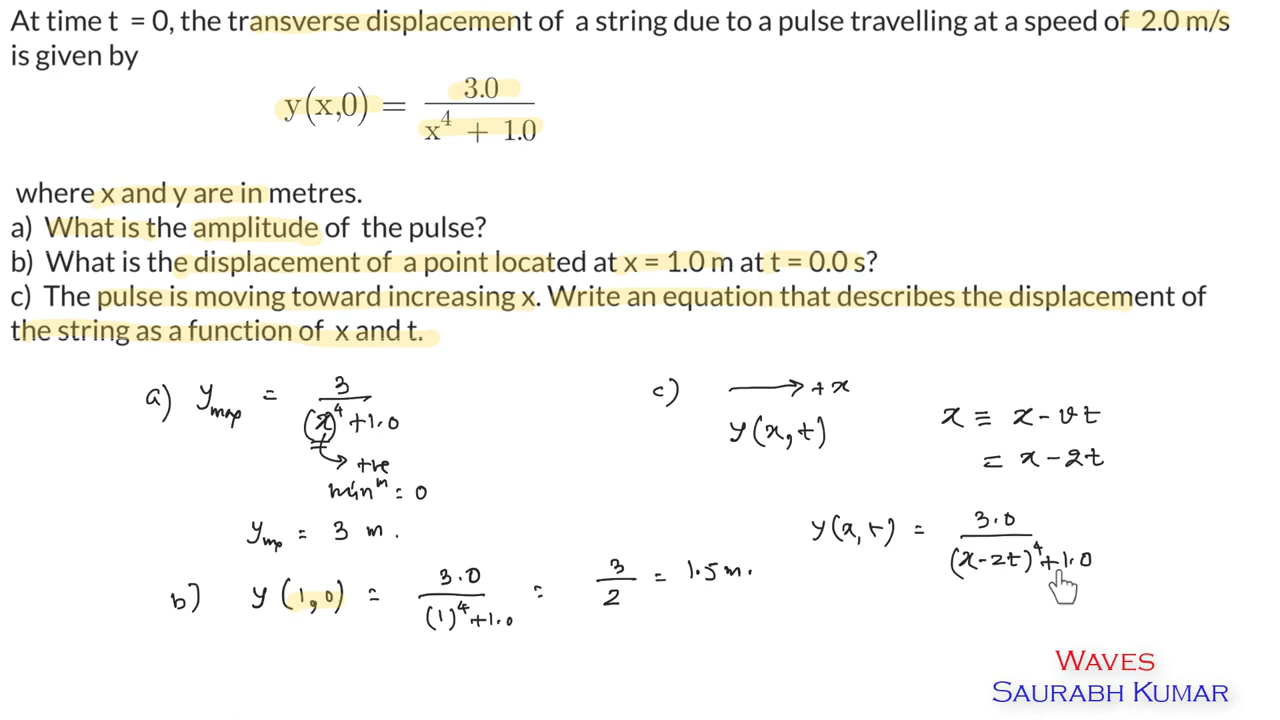 At time t = 0, the transverse displacement of a string due to a pulse travelling at a speed of 2.0 m/s
is given by
y(x,0) = 3.0 / (x⁴ + 1.0)
where x and y are in metres.
a) What is the amplitude of the pulse?
b) What is the displacement of a point located at x = 1.0 m at t = 0.0 s?
c) The pulse is moving toward increasing x. Write an equation that describes the displacement of
the string as a function of x and t.
a) y_max = 3 / ((x)⁴ + 1.0)
→ +ve
minᵐ = 0
y_max = 3 m.
b) y (1,0) = 3.0 / ((1)⁴ + 1.0) = 3/2 = 1.5 m.
c) → +x
y(x,t)
x ≡ x - vt
= x - 2t
y(x,t) = 3.0 / ((x-2t)⁴ + 1.0)
WAVES
SAURABH KUMAR